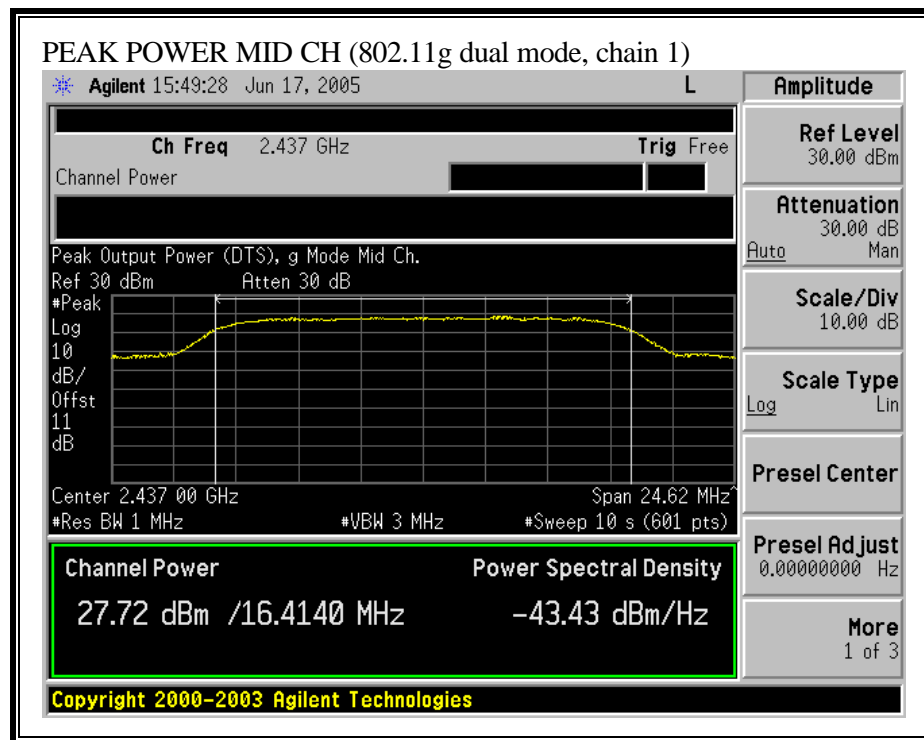 PEAK POWER MID CH (802.11g dual mode, chain 1)
Agilent 15:49:28 Jun 17, 2005 L
Ch Freq 2.437 GHz Trig Free
Channel Power
Peak Output Power (DTS), g Mode Mid Ch.
Ref 30 dBm Atten 30 dB
#Peak
Log
10
dB/
Offst
11
dB
Center 2.437 00 GHz Span 24.62 MHz^
#Res BW 1 MHz #VBW 3 MHz #Sweep 10 s (601 pts)
Channel Power Power Spectral Density
27.72 dBm /16.4140 MHz -43.43 dBm/Hz
Copyright 2000-2003 Agilent Technologies
Amplitude
Ref Level
30.00 dBm
Attenuation
30.00 dB
Auto Man
Scale/Div
10.00 dB
Scale Type
Log Lin
Presel Center
Presel Adjust
0.00000000 Hz
More
1 of 3